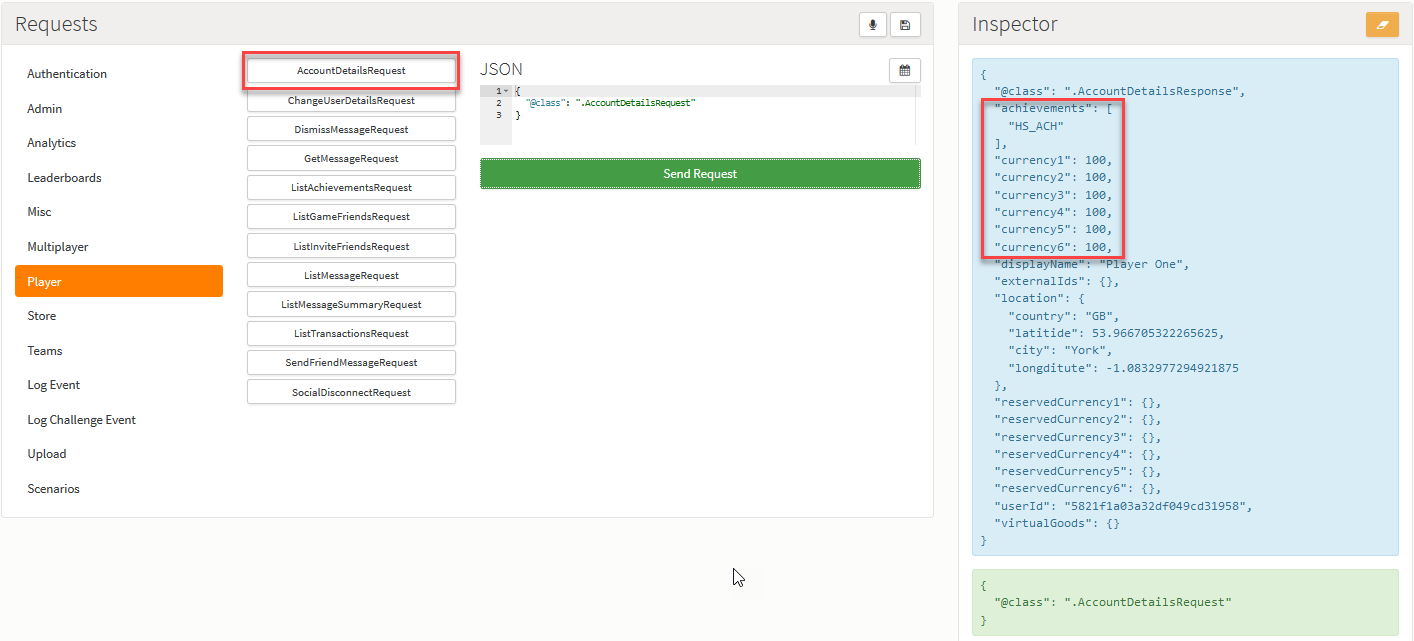 Requests
Authentication
Admin
Analytics
Leaderboards
Misc
Multiplayer
Player
Store
Teams
Log Event
Log Challenge Event
Upload
Scenarios
AccountDetailsRequest
ChangeUserDetailsRequest
DismissMessageRequest
GetMessageRequest
ListAchievementsRequest
ListGameFriendsRequest
ListInviteFriendsRequest
ListMessageRequest
ListMessageSummaryRequest
ListTransactionsRequest
SendFriendMessageRequest
SocialDisconnectRequest
JSON
1 {
2 "@class": ".AccountDetailsRequest"
3 }
Send Request
Inspector
{
"@class": ".AccountDetailsResponse",
"achievements": [
"HS_ACH"
],
"currency1": 100,
"currency2": 100,
"currency3": 100,
"currency4": 100,
"currency5": 100,
"currency6": 100,
"displayName": "Player One",
"externalIds": {},
"location": {
"country": "GB",
"latitide": 53.966705322265625,
"city": "York",
"longditute": -1.0832977294921875
},
"reservedCurrency1": {},
"reservedCurrency2": {},
"reservedCurrency3": {},
"reservedCurrency4": {},
"reservedCurrency5": {},
"reservedCurrency6": {},
"userId": "5821f1a03a32df049cd31958",
"virtualGoods": {}
}
{
"@class": ".AccountDetailsRequest"
}